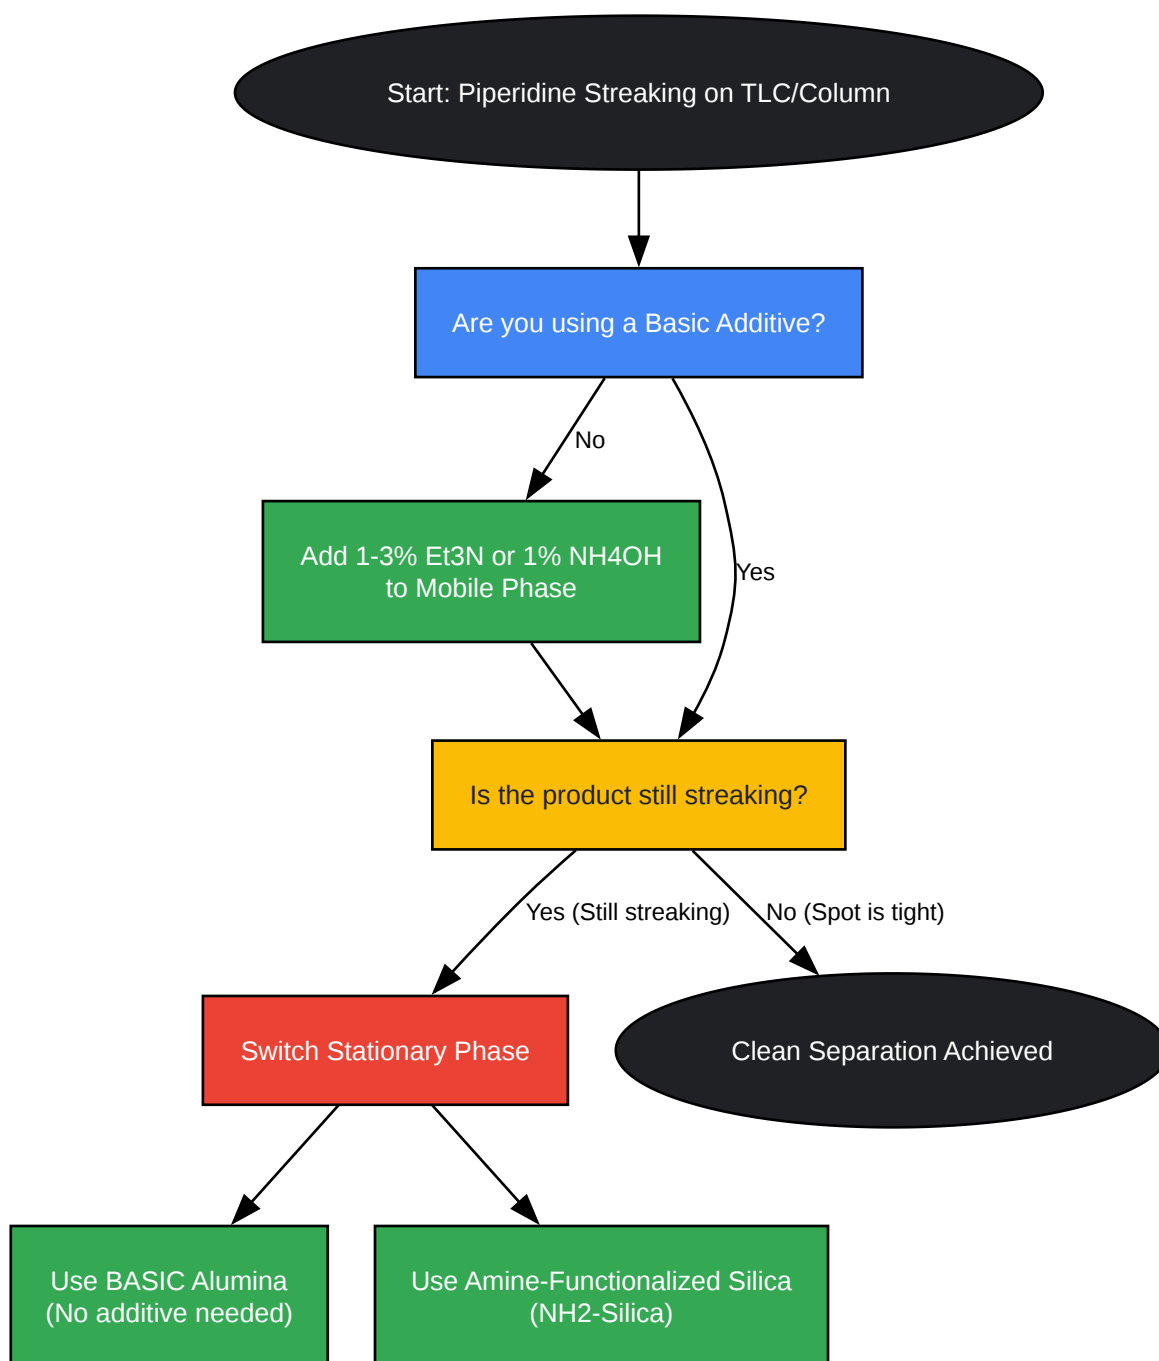 Start: Piperidine Streaking on TLC/Column
Are you using a Basic Additive?
No
Add 1-3% Et3N or 1% NH4OH
to Mobile Phase
Yes
Is the product still streaking?
Yes (Still streaking)
No (Spot is tight)
Switch Stationary Phase
Clean Separation Achieved
Use BASIC Alumina
(No additive needed)
Use Amine-Functionalized Silica
(NH2-Silica)